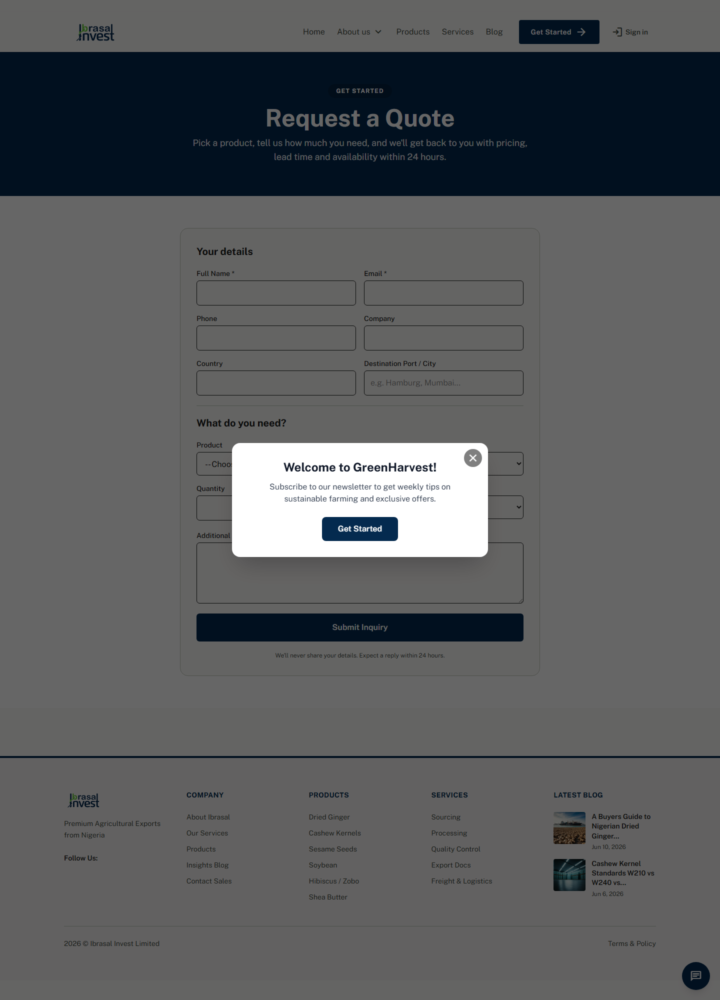 Ibrasal
invest
Home
About us
Products
Services
Blog
Get Started
Sign in
GET STARTED
Request a Quote
Pick a product, tell us how much you need, and we'll get back to you with pricing,
lead time and availability within 24 hours.
Your details
Full Name *
Email *
Phone
Company
Country
Destination Port / City
e.g. Hamburg, Mumbai...
What do you need?
Product
Quantity
Additional
Welcome to GreenHarvest!
Subscribe to our newsletter to get weekly tips on
sustainable farming and exclusive offers.
Get Started
Submit Inquiry
We'll never share your details. Expect a reply within 24 hours.
Ibrasal
invest
Premium Agricultural Exports
from Nigeria
Follow Us:
COMPANY
About Ibrasal
Our Services
Products
Insights Blog
Contact Sales
PRODUCTS
Dried Ginger
Cashew Kernels
Sesame Seeds
Soybean
Hibiscus / Zobo
Shea Butter
SERVICES
Sourcing
Processing
Quality Control
Export Docs
Freight & Logistics
LATEST BLOG
A Buyers Guide to
Nigerian Dried
Ginger...
Jun 10, 2026
Cashew Kernel
Standards W210 vs
W240 vs...
Jun 6, 2026
2026 © Ibrasal Invest Limited
Terms & Policy